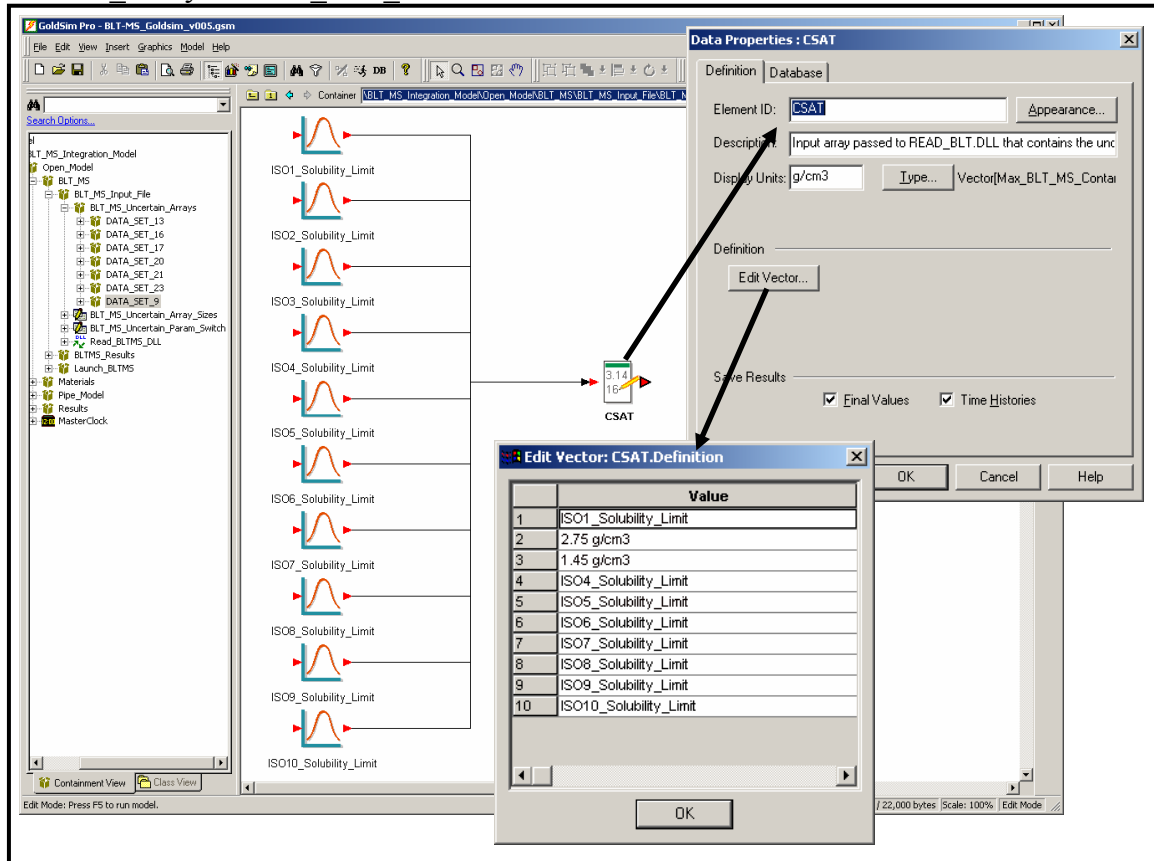 GoldSim Pro - BLT-MS_Goldsim_v005.gsm
File Edit View Insert Graphics Model Help
DB
Container \BLT_MS_Integration_Model\Open_Model\BLT_MS\BLT_MS_Input_File\BLT_M
Search Options...
el
LT_MS_Integration_Model
Open_Model
BLT_MS
BLT_MS_Input_File
BLT_MS_Uncertain_Arrays
DATA_SET_13
DATA_SET_16
DATA_SET_17
DATA_SET_20
DATA_SET_21
DATA_SET_23
DATA_SET_9
BLT_MS_Uncertain_Array_Sizes
BLT_MS_Uncertain_Param_Switch
Read_BLTMS_DLL
BLTMS_Results
Launch_BLTMS
Materials
Pipe_Model
Results
MasterClock
Containment View Class View
Edit Mode: Press F5 to run model.
ISO1_Solubility_Limit
ISO2_Solubility_Limit
ISO3_Solubility_Limit
ISO4_Solubility_Limit
ISO5_Solubility_Limit
ISO6_Solubility_Limit
ISO7_Solubility_Limit
ISO8_Solubility_Limit
ISO9_Solubility_Limit
ISO10_Solubility_Limit
3.14
16
CSAT
Data Properties : CSAT
Definition Database
Element ID: CSAT Appearance...
Description: Input array passed to READ_BLT.DLL that contains the unc
Display Units: g/cm3 Type... Vector[Max_BLT_MS_Contai
Definition
Edit Vector...
Save Results
Final Values Time Histories
OK Cancel Help
Edit Vector: CSAT.Definition
Value
1 ISO1_Solubility_Limit
2 2.75 g/cm3
3 1.45 g/cm3
4 ISO4_Solubility_Limit
5 ISO5_Solubility_Limit
6 ISO6_Solubility_Limit
7 ISO7_Solubility_Limit
8 ISO8_Solubility_Limit
9 ISO9_Solubility_Limit
10 ISO10_Solubility_Limit
OK
/ 22,000 bytes Scale: 100% Edit Mode